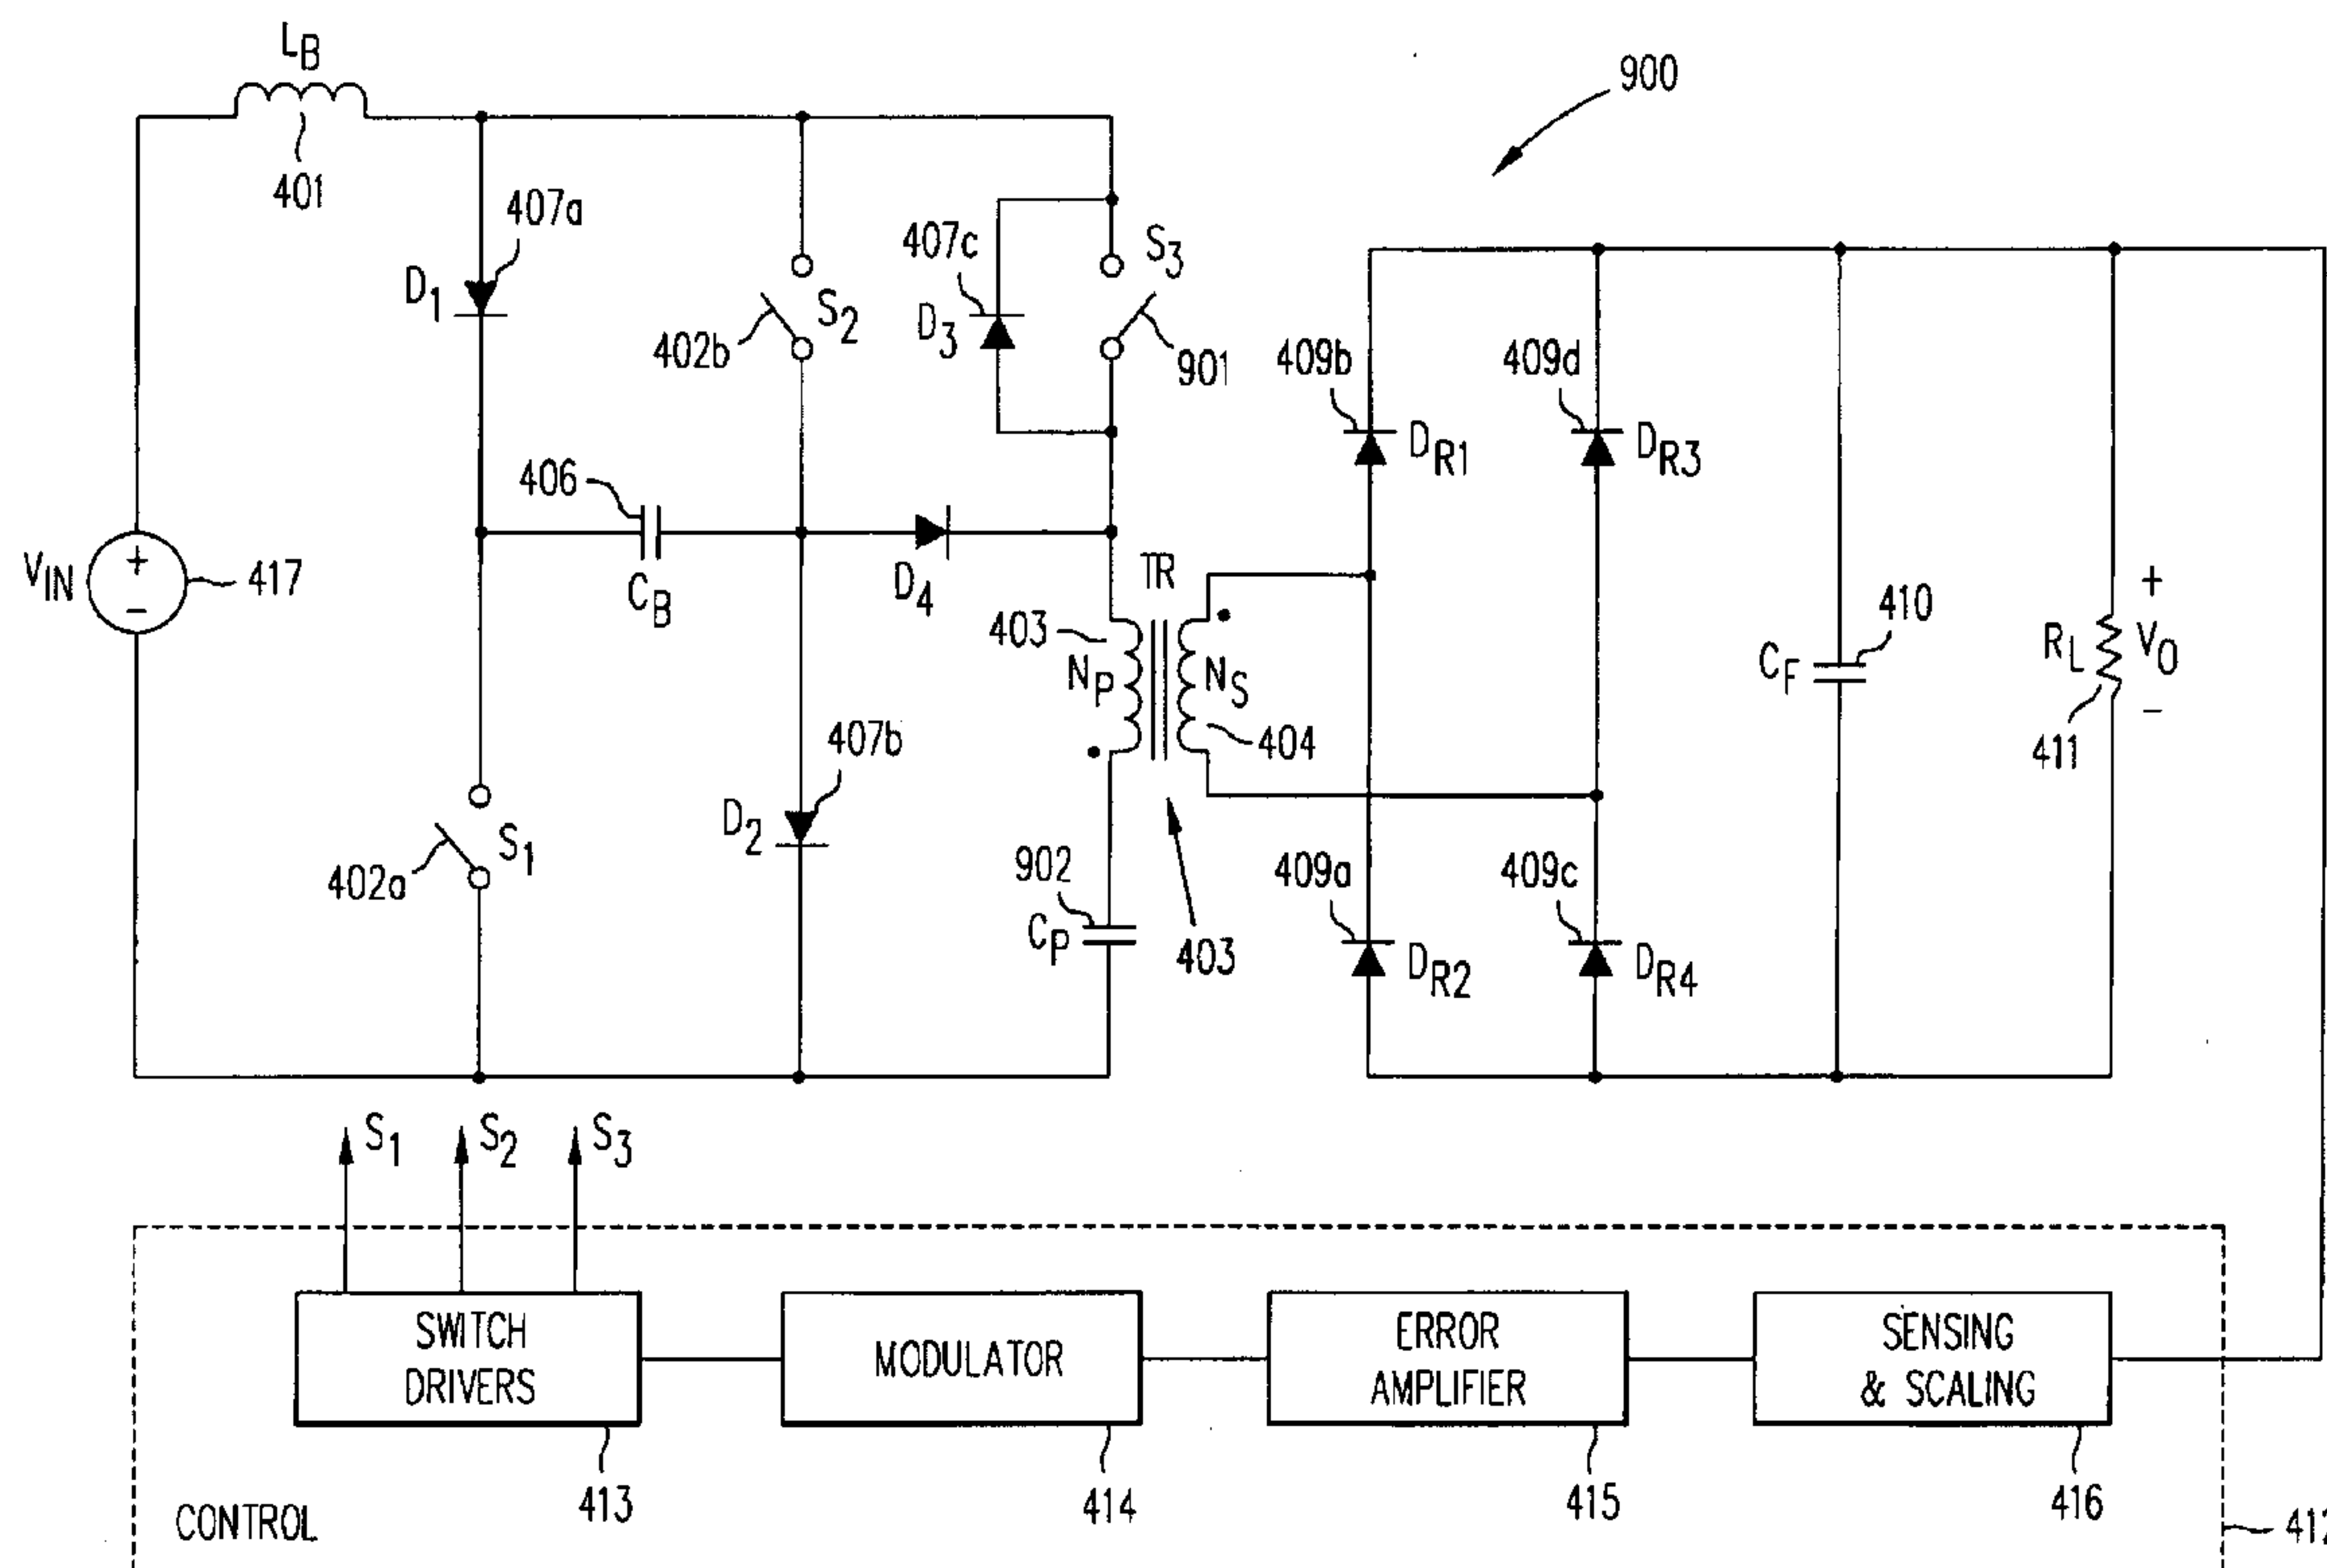 L_B
401
900
407a
D_1
407c
S_3
D_3
901
S_2
402b
409b
409d
D_R1
D_R3
406
C_B
D_4
TR
V_IN
+
-
417
403
N_P
N_S
404
410
C_F
R_L
+
V_O
-
411
407b
D_2
S_1
402a
902
C_P
403
409a
409c
D_R2
D_R4
S_1
S_2
S_3
SWITCH
DRIVERS
MODULATOR
ERROR
AMPLIFIER
SENSING
& SCALING
413
414
415
416
CONTROL
412